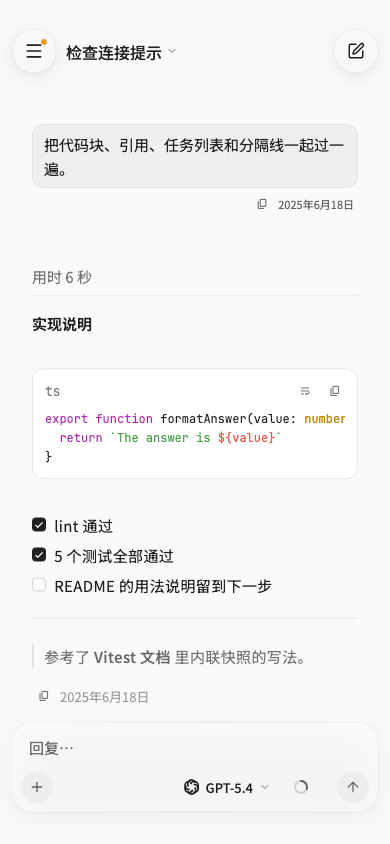 检查连接提示
把代码块、引用、任务列表和分隔线一起过一
遍。
2025年6月18日
用时 6 秒
实现说明
ts
export function formatAnswer(value: number
return `The answer is ${value}`
}
lint 通过
5 个测试全部通过
README 的用法说明留到下一步
参考了 Vitest 文档 里内联快照的写法。
2025年6月18日
回复…
GPT-5.4